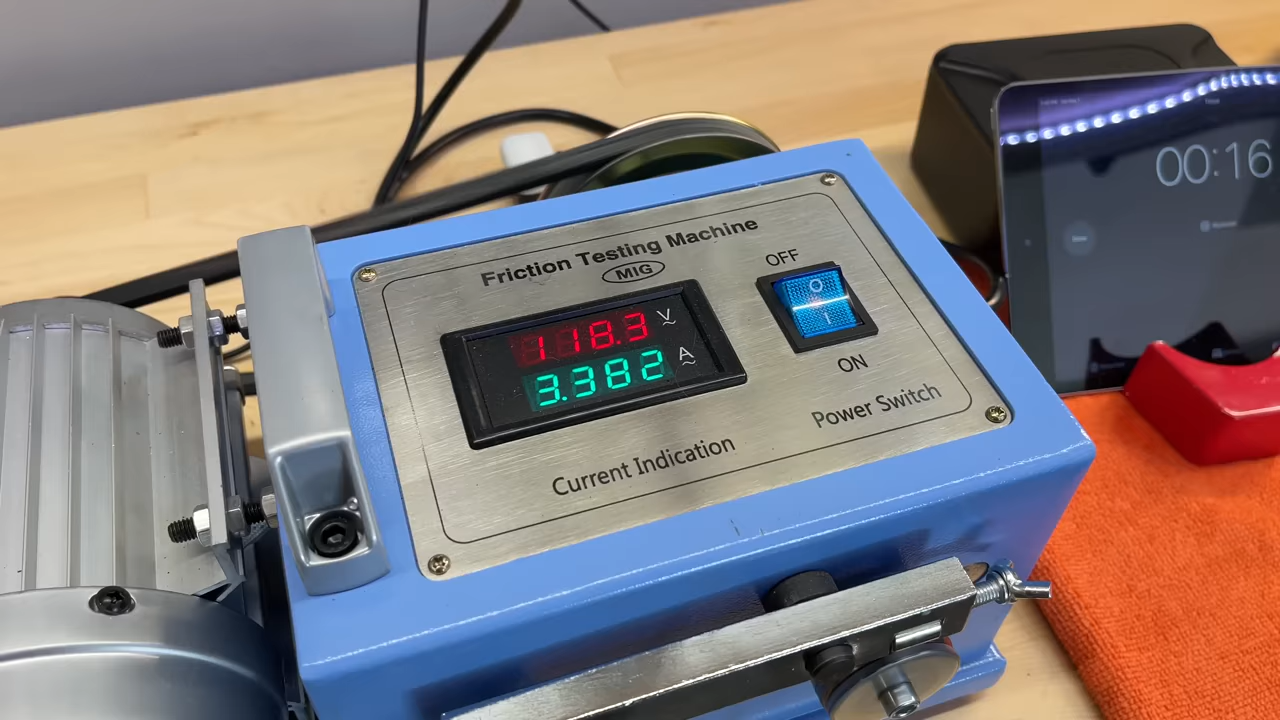 Friction Testing Machine
MIG
118.3 V
3.382 A
Current Indication
OFF
O
I
ON
Power Switch
00:16